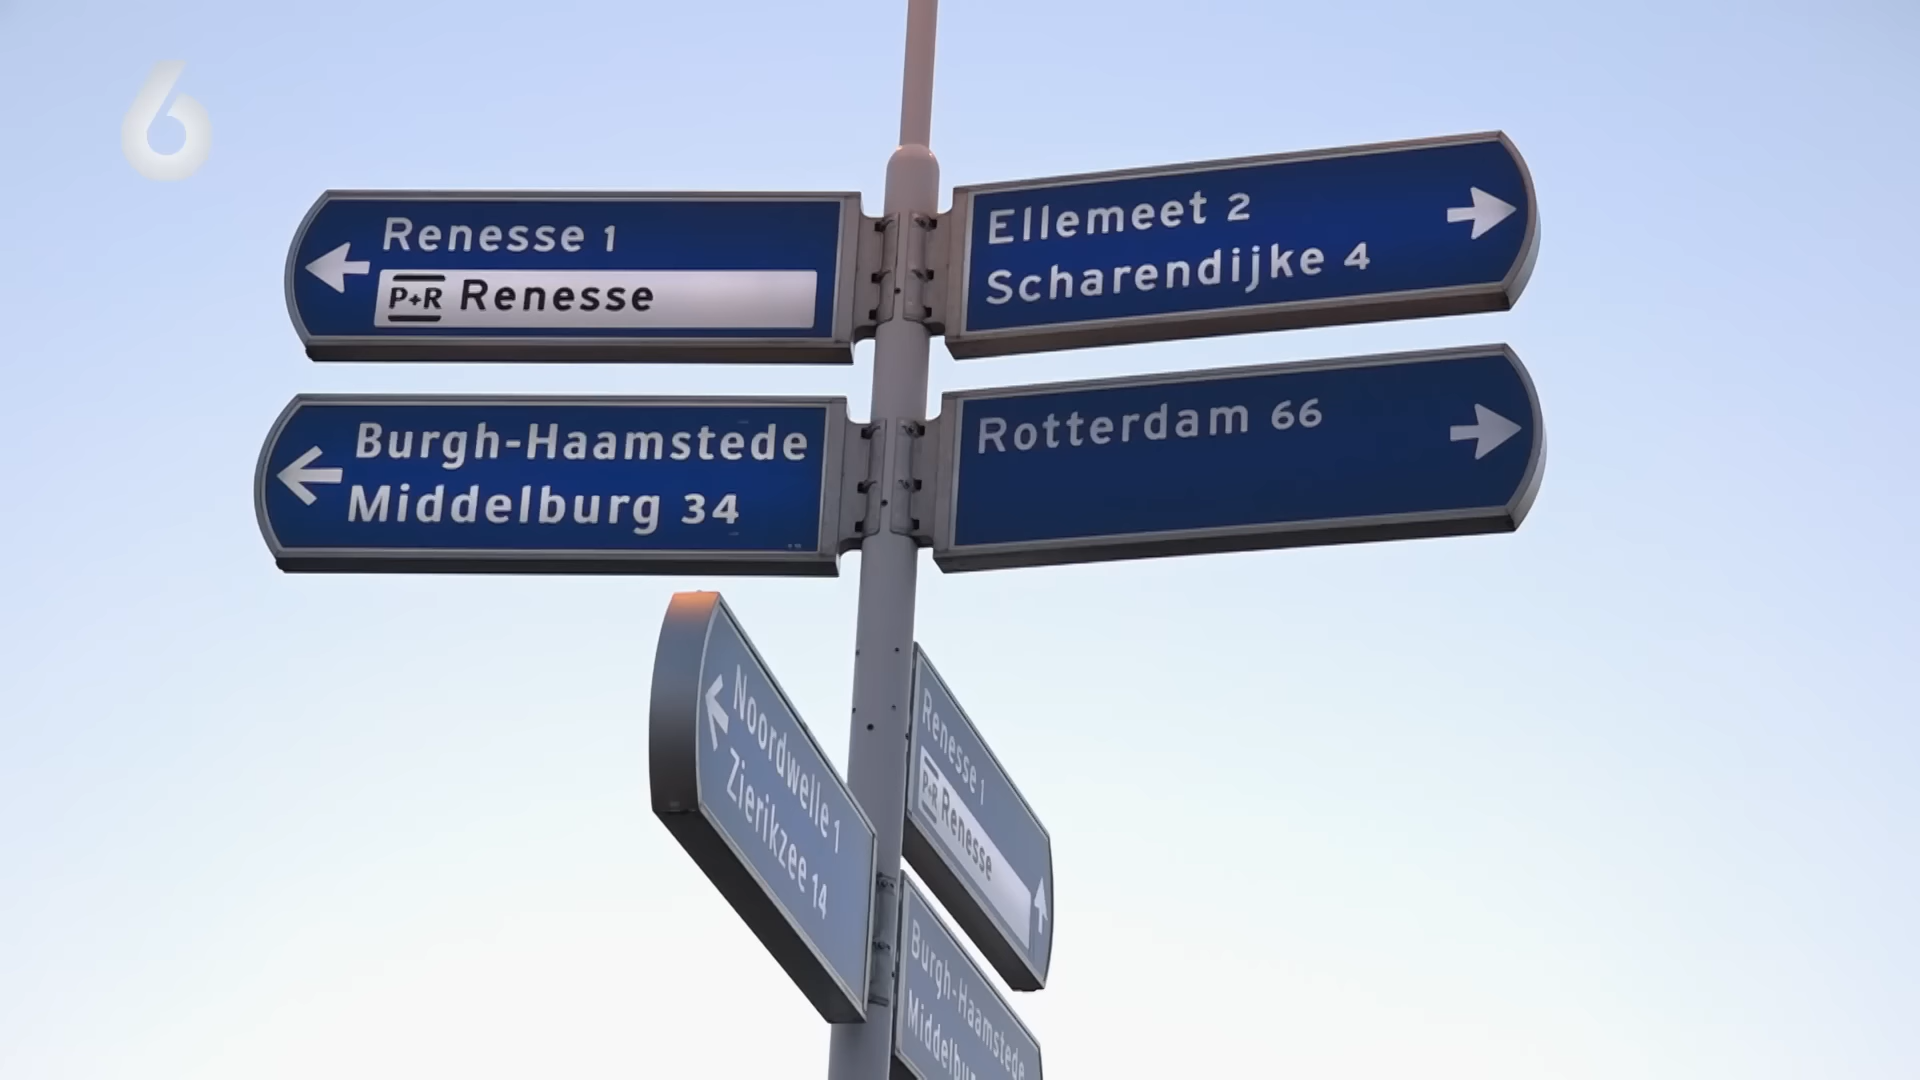 6
Renesse 1
P+R Renesse
Ellemeet 2
Scharendijke 4
Burgh-Haamstede
Middelburg 34
Rotterdam 66
Noordwelle 1
Zierikzee 14
Renesse 1
P+R Renesse
Burgh-Haamstede